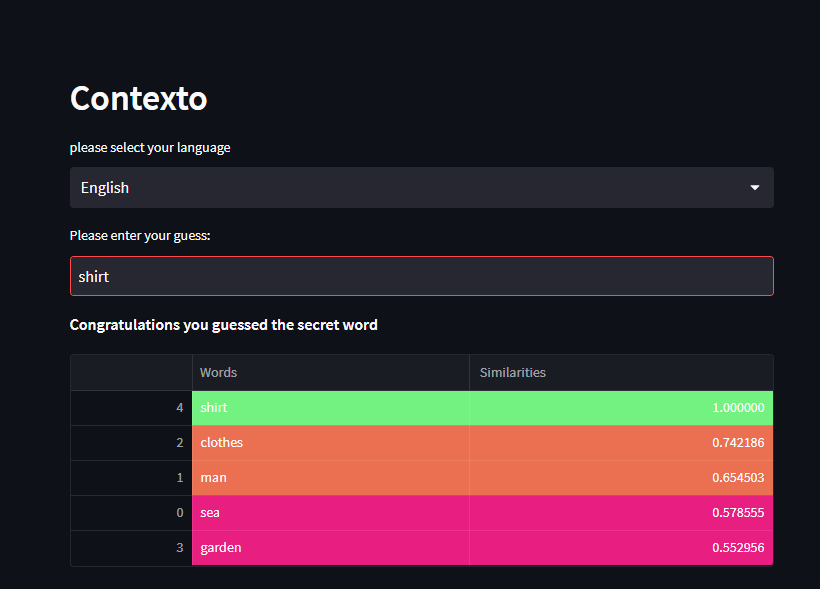 Contexto
please select your language
English
Please enter your guess:
shirt
Congratulations you guessed the secret word
Words Similarities
4 shirt 1.000000
2 clothes 0.742186
1 man 0.654503
0 sea 0.578555
3 garden 0.552956